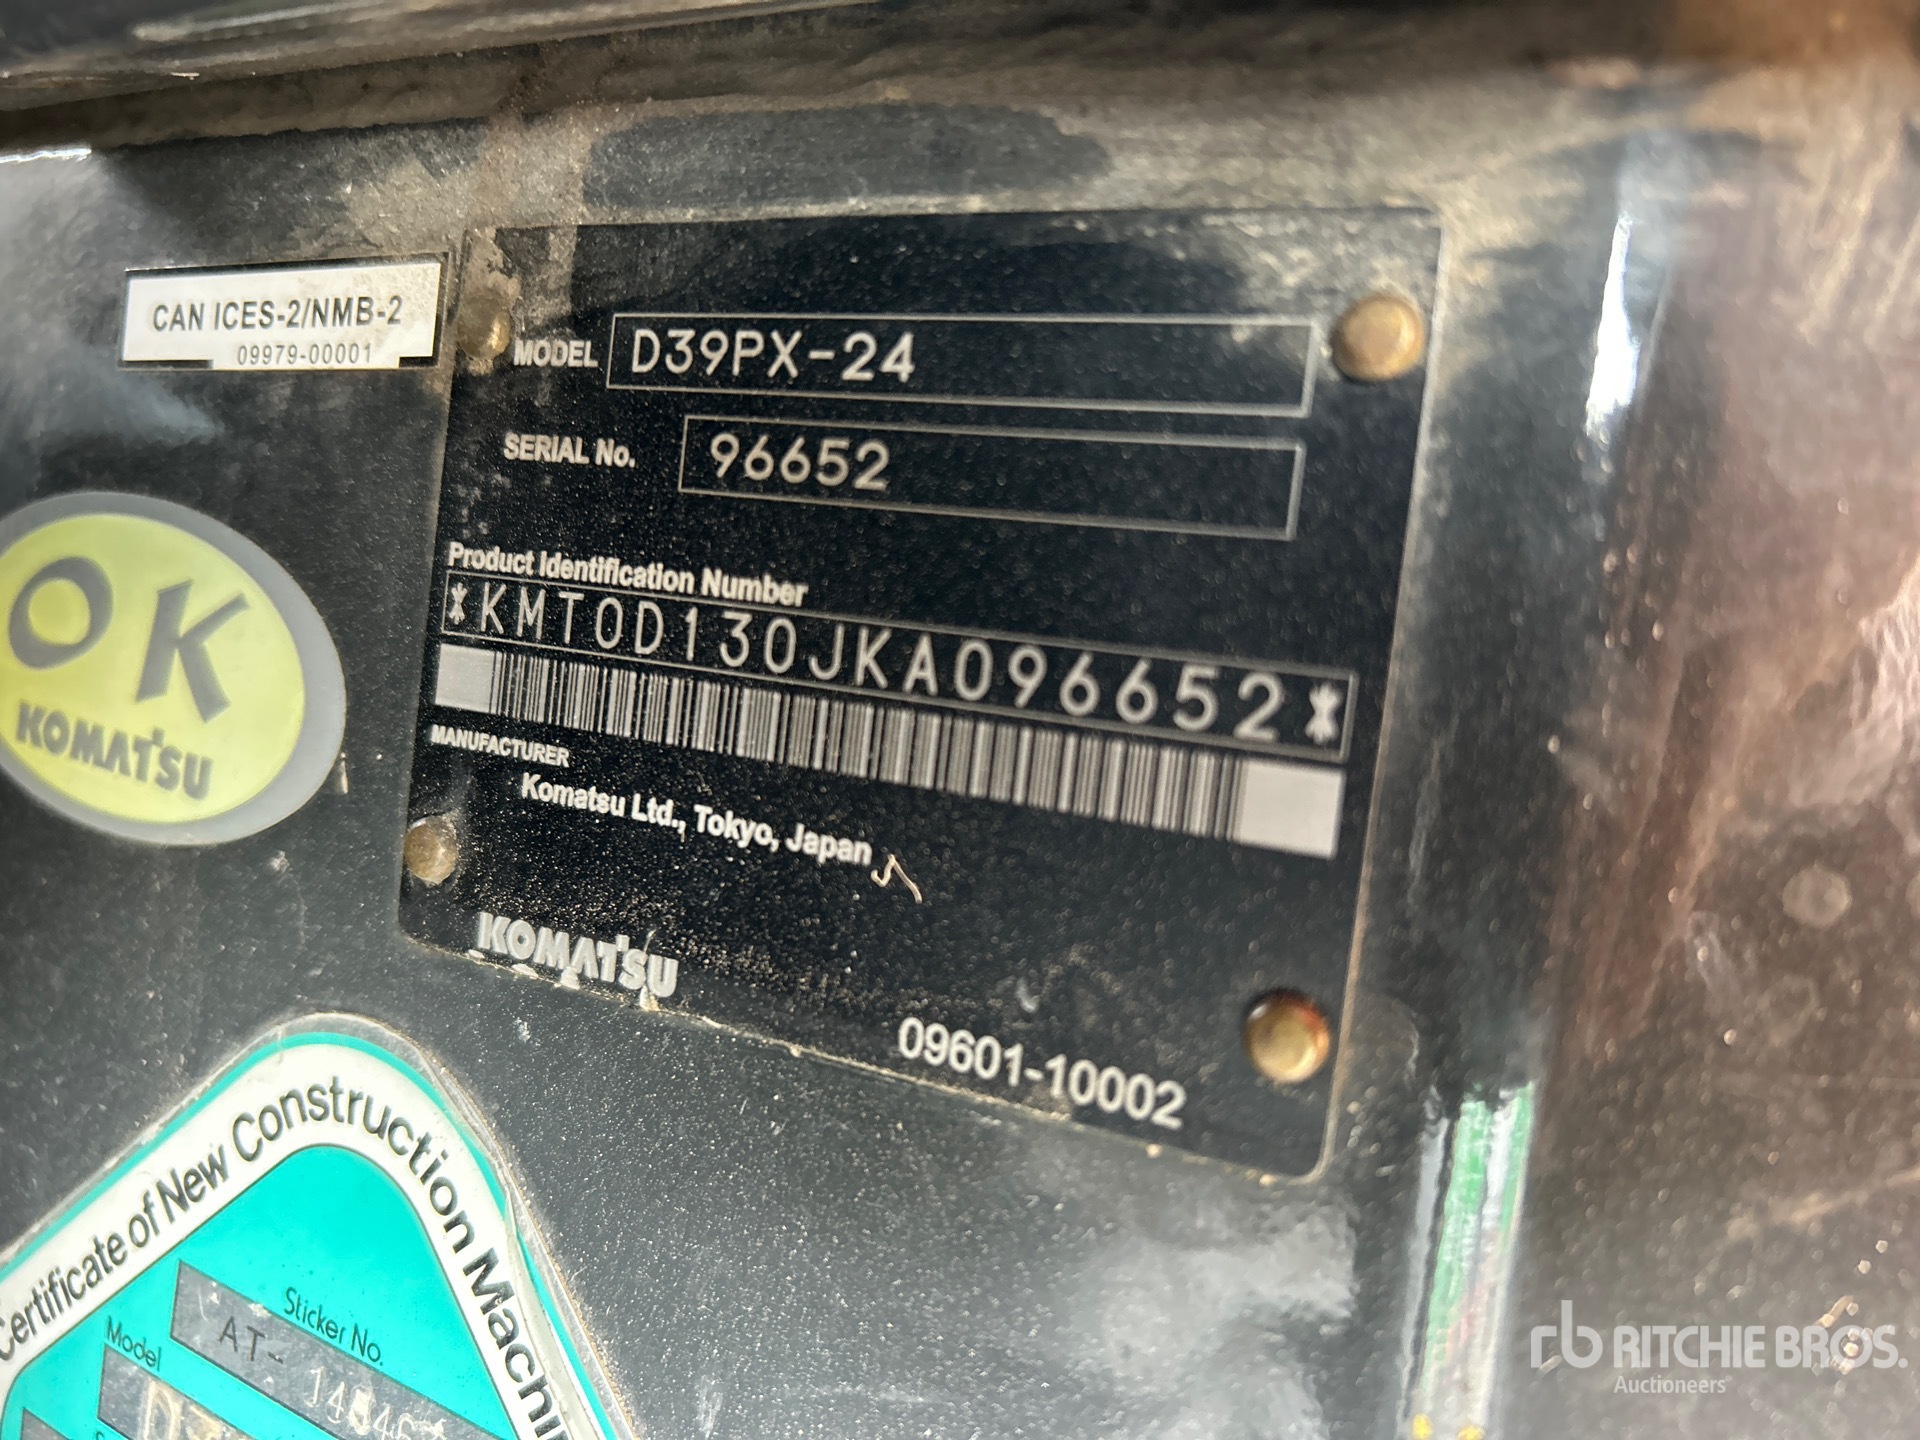 CAN ICES-2/NMB-2
09979-00001
MODEL D39PX-24
SERIAL No. 96652
Product Identification Number
*KMT0D130JKA096652*
MANUFACTURER
Komatsu Ltd., Tokyo, Japan
KOMATSU
09601-10002
OK
KOMATSU
Certificate of New Construction Machin
Sticker No.
AT-
Model
RITCHIE BROS.
Auctioneers